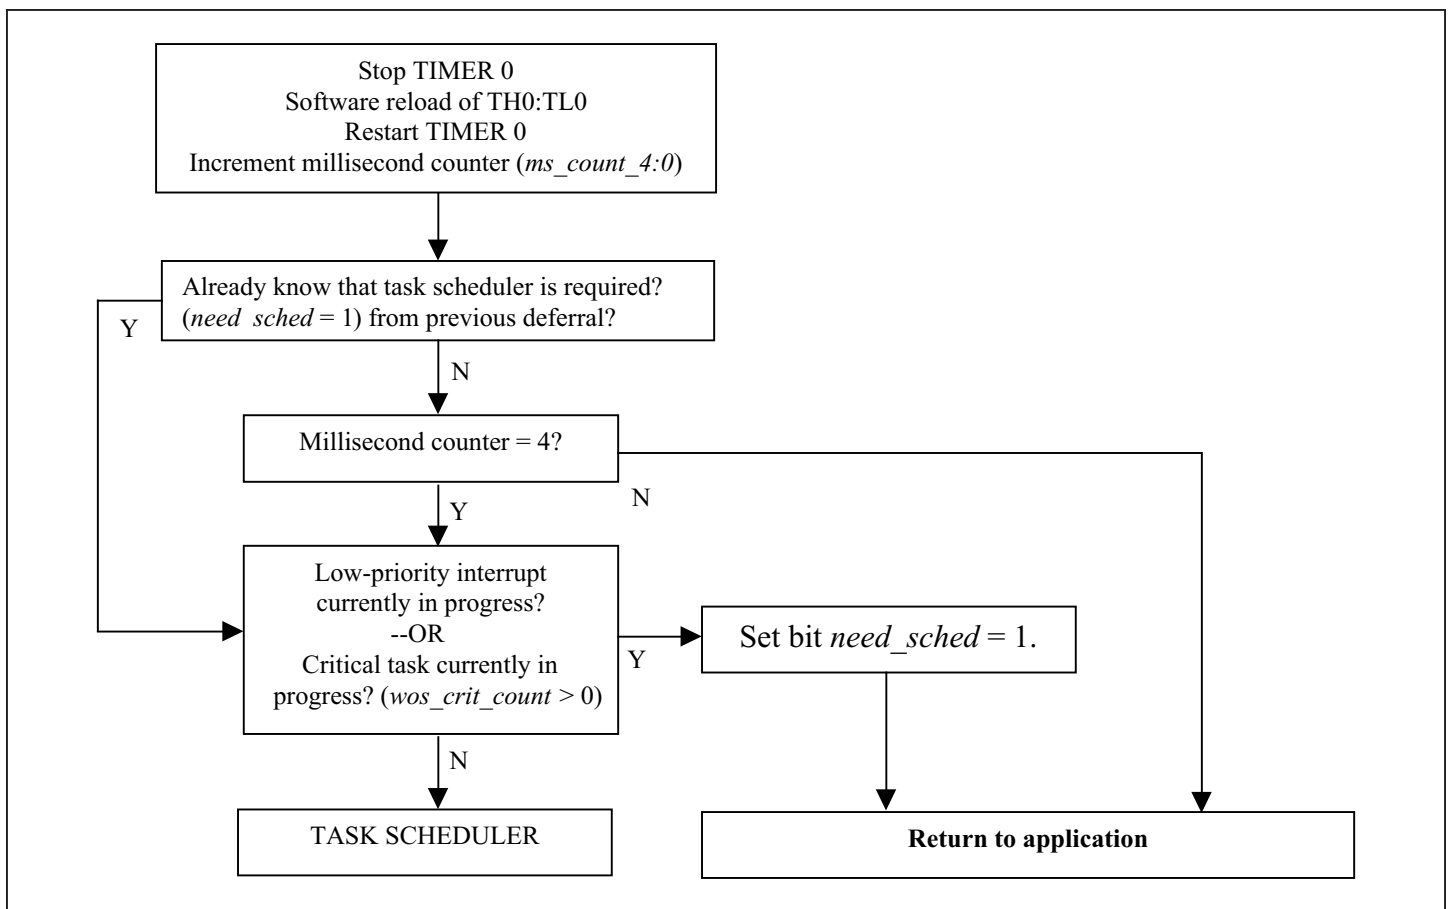 Stop TIMER 0
Software reload of TH0:TL0
Restart TIMER 0
Increment millisecond counter (ms_count_4:0)
Already know that task scheduler is required?
(need_sched = 1) from previous deferral?
Y
N
Millisecond counter = 4?
N
Y
Low-priority interrupt
currently in progress?
--OR
Critical task currently in
progress? (wos_crit_count > 0)
Y
Set bit need_sched = 1.
N
TASK SCHEDULER
Return to application